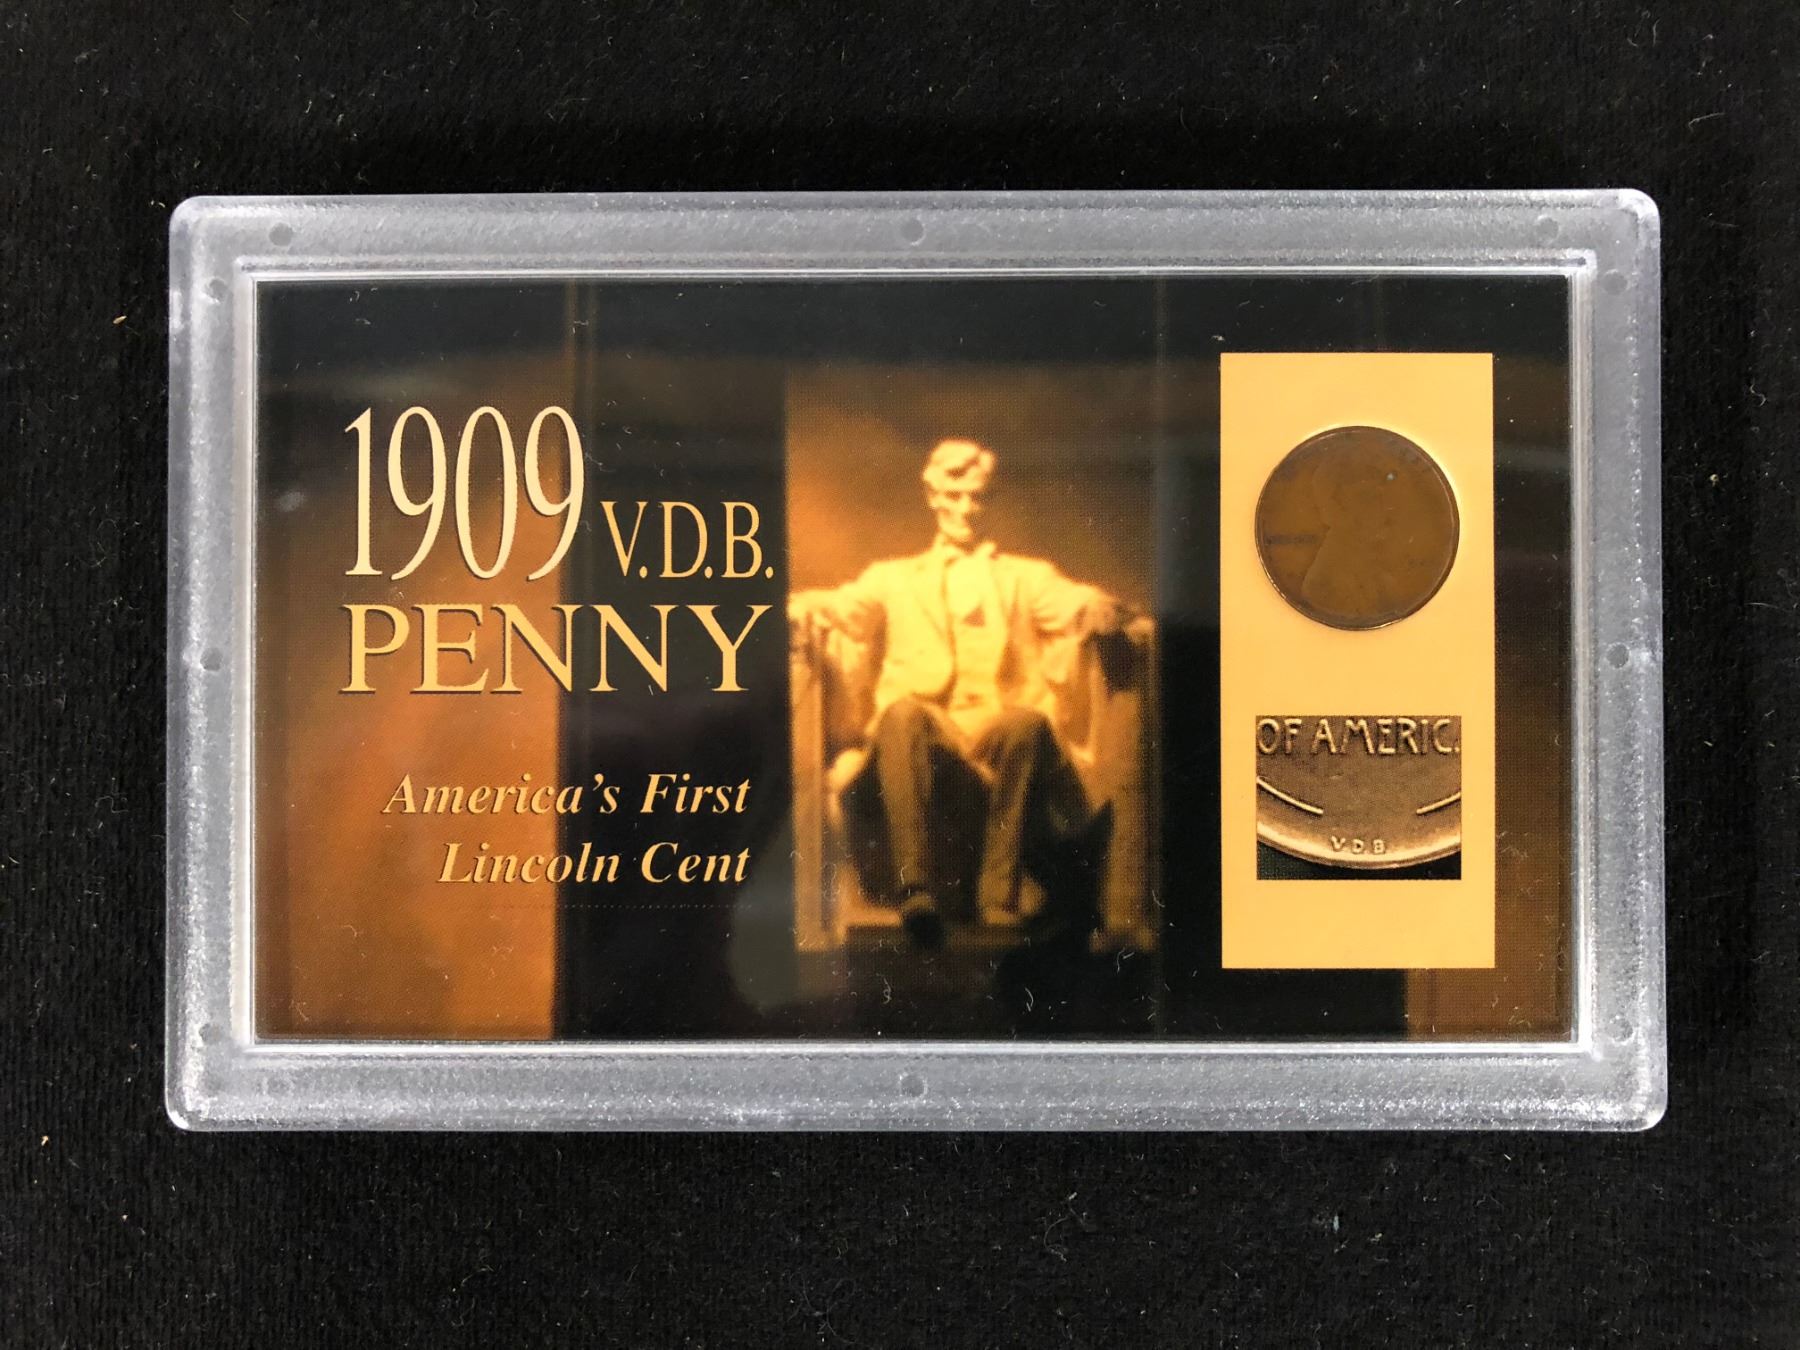 1909 V.D.B.
PENNY
America's First
Lincoln Cent
OF AMERIC
V D B